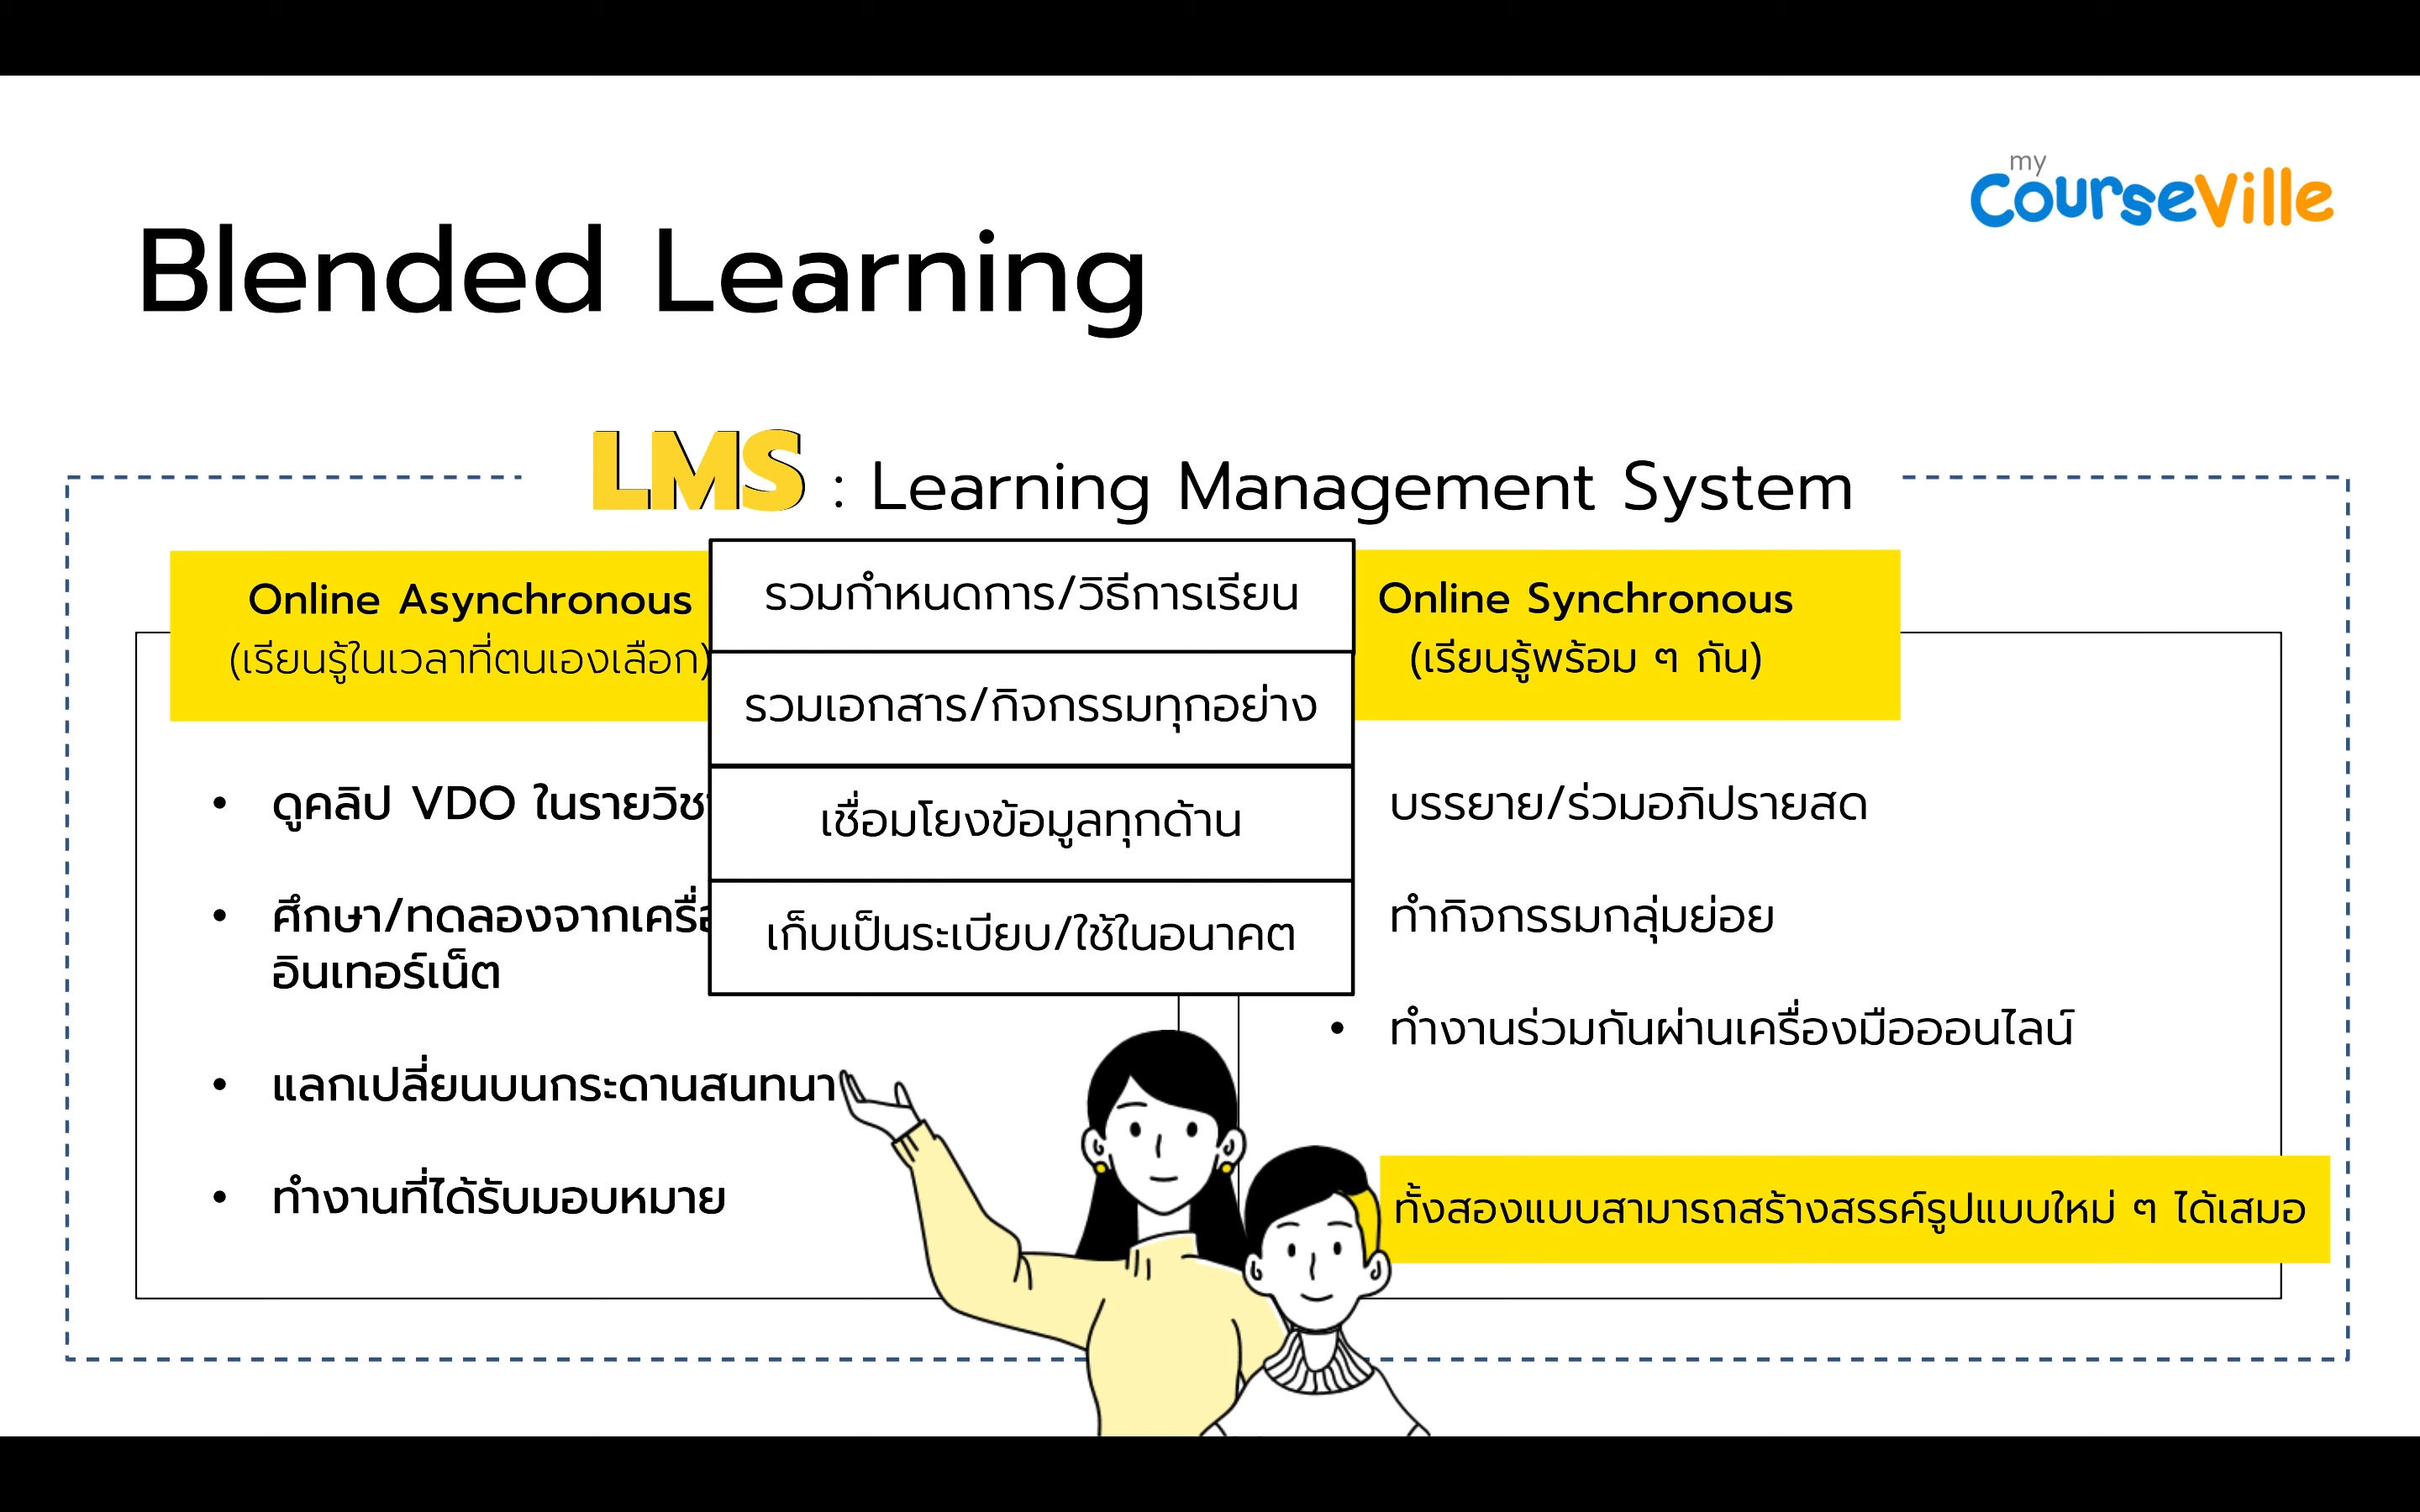 my
CourseVille
Blended Learning
LMS : Learning Management System
Online Asynchronous
(เรียนรู้ในเวลาที่ตนเองเลือก)
ดูคลิป VDO ในรายวิช
ศึกษา/ทดลองจาก
อินเทอร์เน็ต
• แลกเปลี่ยนบนกระดานสนทนา
• ทำงานที่ได้รับมอบหมาย
รวมกำหนดการ/วิธีการเรียน
รวมเอกสาร/กิจกรรมทุกอย่าง
เชื่อมโยงข้อมูลทุกด้าน
เก็บเป็นระเบียบ/ใช้ในอนาคต
Online Synchronous
(เรียนรู้พร้อม ๆ กัน)
บรรยาย/ร่วมอภิปรายสด
ทำกิจกรรมกลุ่มย่อย
• ทำงานร่วมกันผ่านเครื่องมือออนไลน์
ทั้งสองแบบสามารถสร้างสรรค์รูปแบบใหม่ ๆ ได้เสมอ